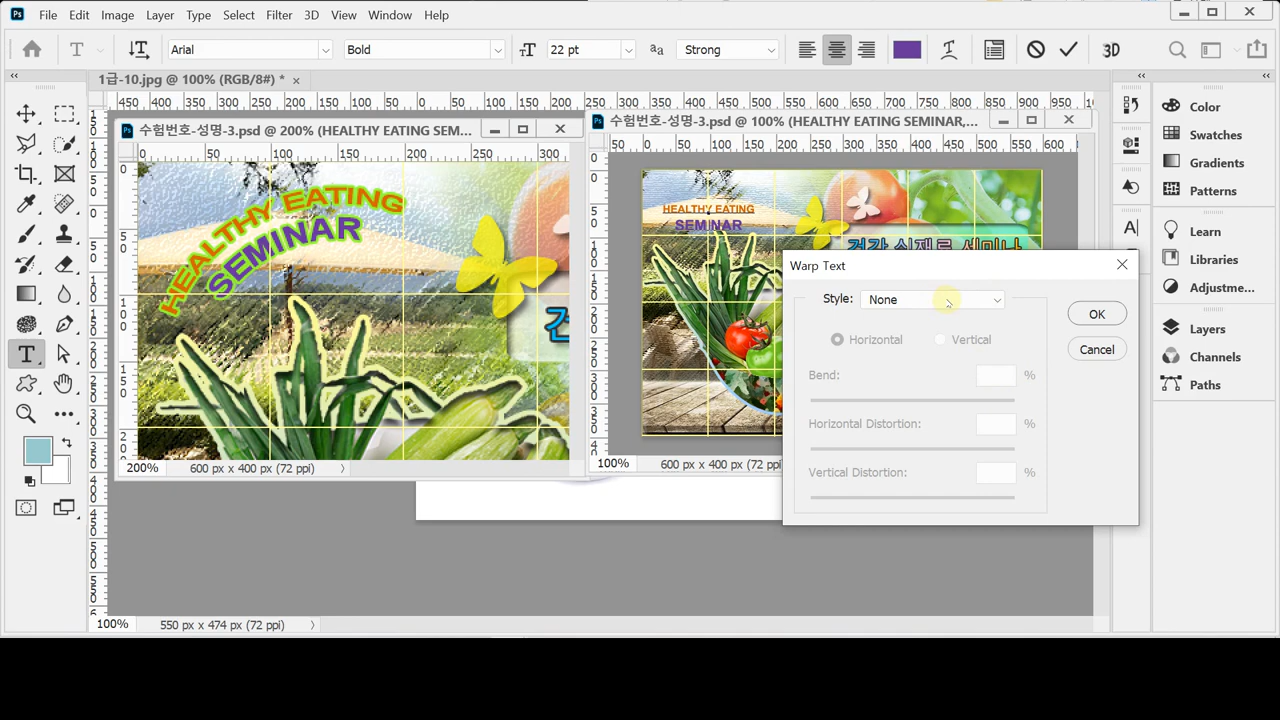 File Edit Image Layer Type Select Filter 3D View Window Help
T Arial Bold 22 pt Strong 3D
1급-10.jpg @ 100% (RGB/8#) *
450 400 350 300 250 200 150 100 50 0 50 100 150 200 250 300 350 400 450 500 550 600 650 700 750 800 850 900 950
수험번호-성명-3.psd @ 200% (HEALTHY EATING SEM...
0 50 100 150 200 250 300
HEALTHY EATING
SEMINAR
200% 600 px x 400 px (72 ppi)
수험번호-성명-3.psd @ 100% (HEALTHY EATING SEMINAR,...
50 0 50 100 150 200 250 300 350 400 450 500 550 600
HEALTHY EATING
SEMINAR
건강 식재료 세미나
100% 600 px x 400 px (72 ppi
Warp Text
Style: None
Horizontal Vertical
Bend: %
Horizontal Distortion: %
Vertical Distortion: %
OK
Cancel
Color
Swatches
Gradients
Patterns
Learn
Libraries
Adjustme...
Layers
Channels
Paths
100% 550 px x 474 px (72 ppi)